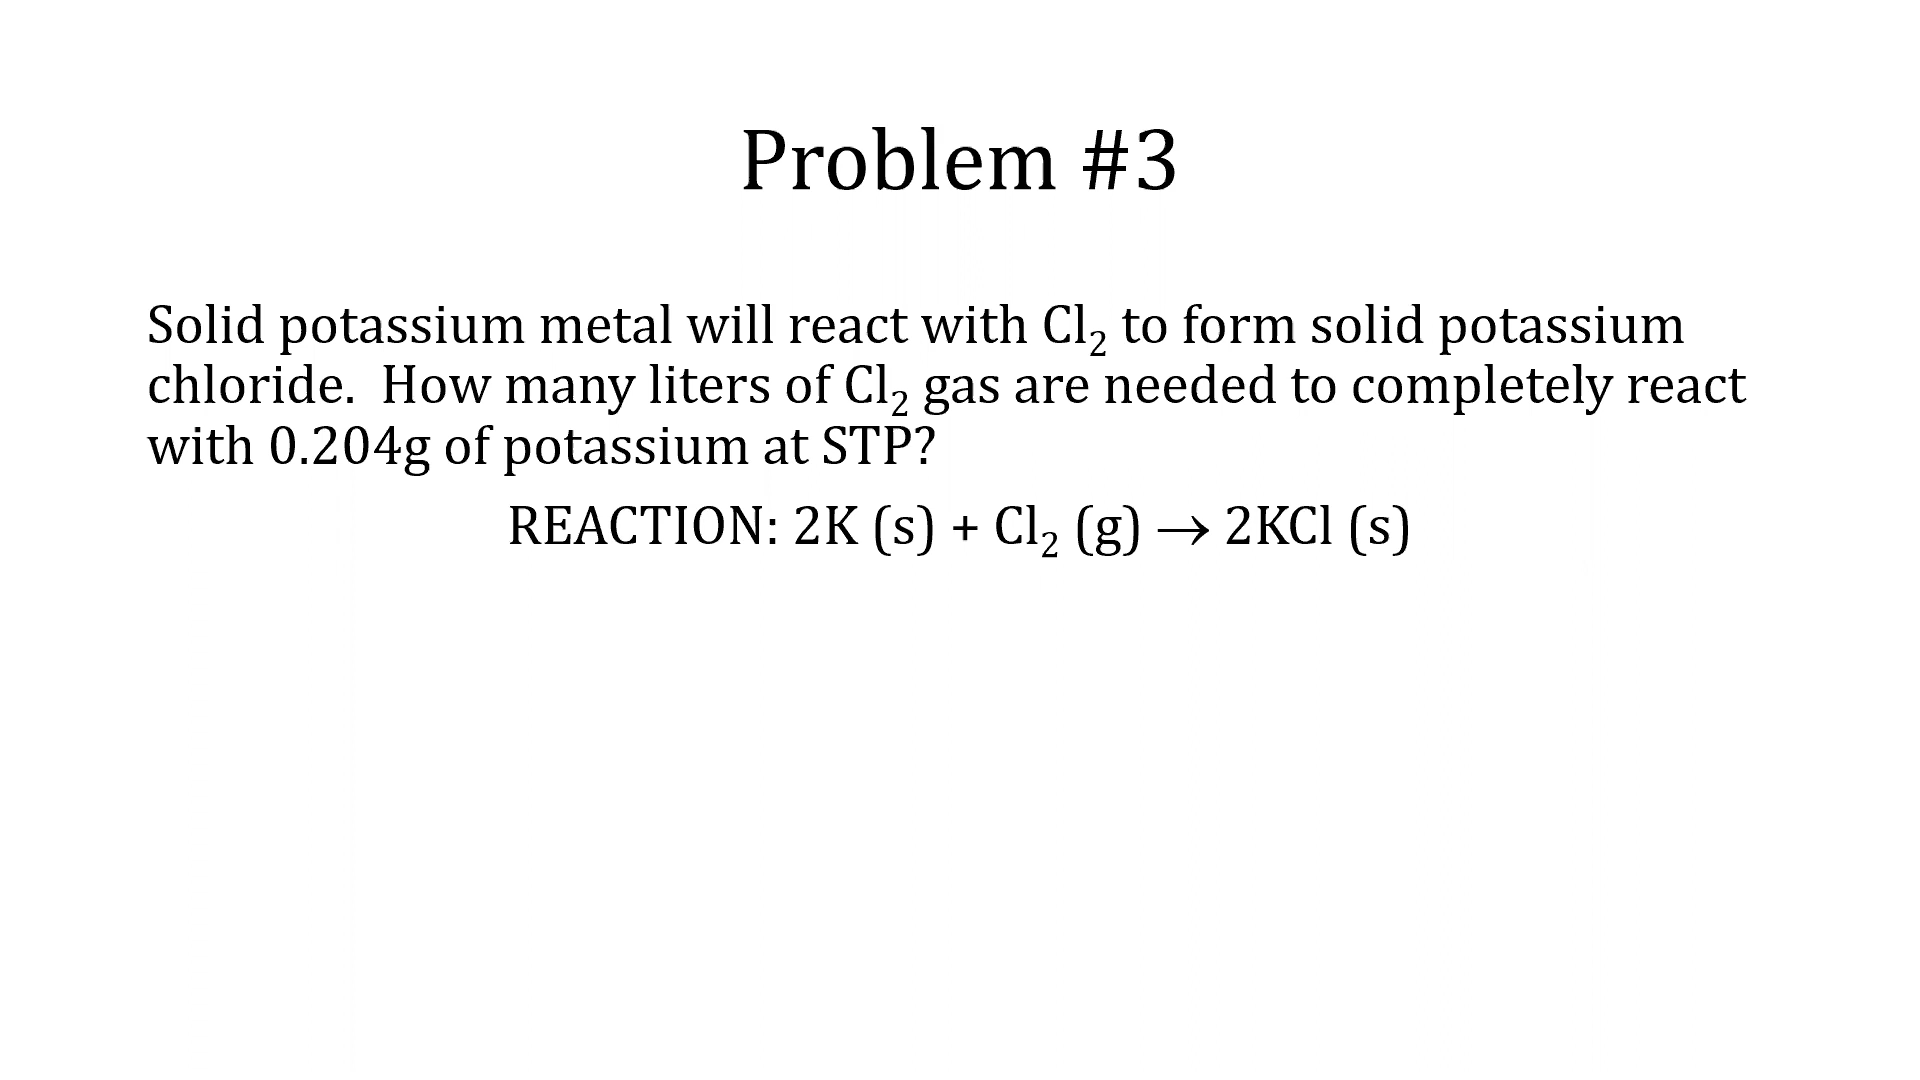 Problem #3
Solid potassium metal will react with Cl₂ to form solid potassium
chloride.  How many liters of Cl₂ gas are needed to completely react
with 0.204g of potassium at STP?
REACTION: 2K (s) + Cl₂ (g) → 2KCl (s)